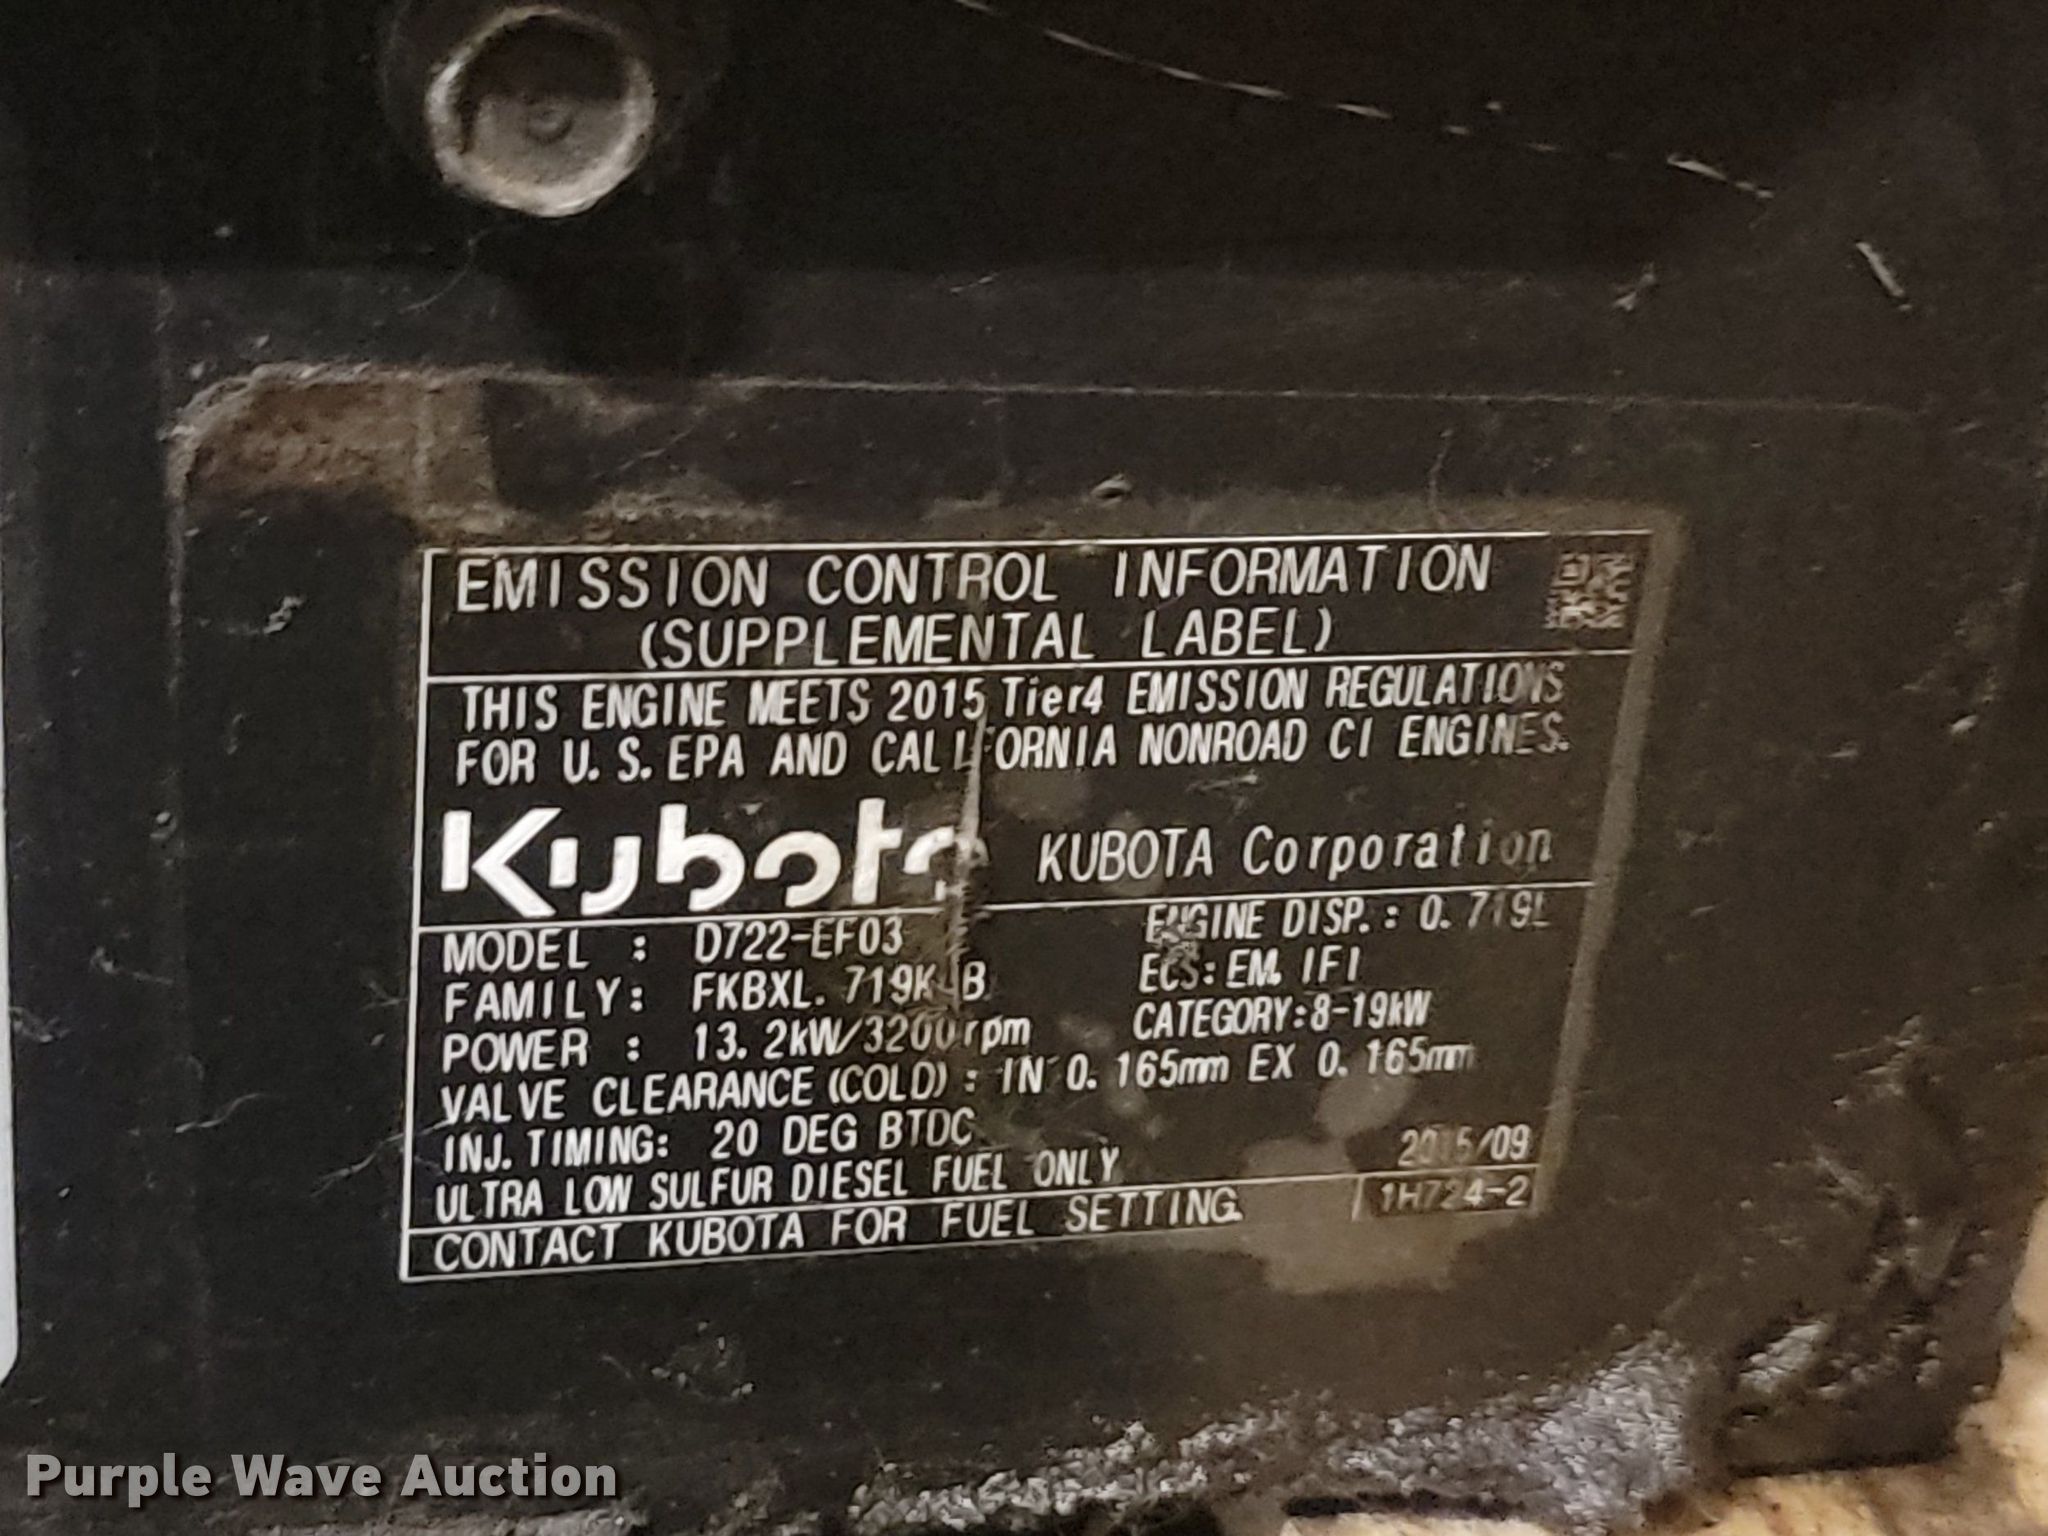 EMISSION CONTROL INFORMATION
(SUPPLEMENTAL LABEL)
THIS ENGINE MEETS 2015 Tier4 EMISSION REGULATIONS
FOR U.S.EPA AND CALIFORNIA NONROAD CI ENGINES.
Kubota KUBOTA Corporation
MODEL : D722-EF03 ENGINE DISP.: 0.719L
FAMILY: ECS: EM. IFI
POWER : 13.2kW/3200rpm CATEGORY:8-19kW
VALVE CLEARANCE(COLD): IN 0.165mm EX 0.165mm
INJ.TIMING: 20 DEG BTDC
ULTRA LOW SULFUR DIESEL FUEL ONLY 2015/09
CONTACT KUBOTA FOR FUEL SETTING. 1H724-2
Purple Wave Auction